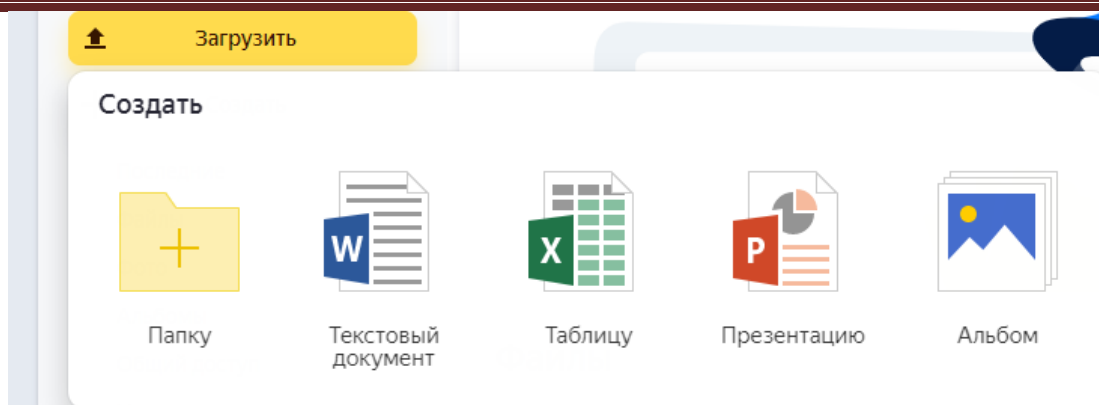 Загрузить
Создать
W
X
P
Папку
Текстовый
документ
Таблицу
Презентацию
Альбом